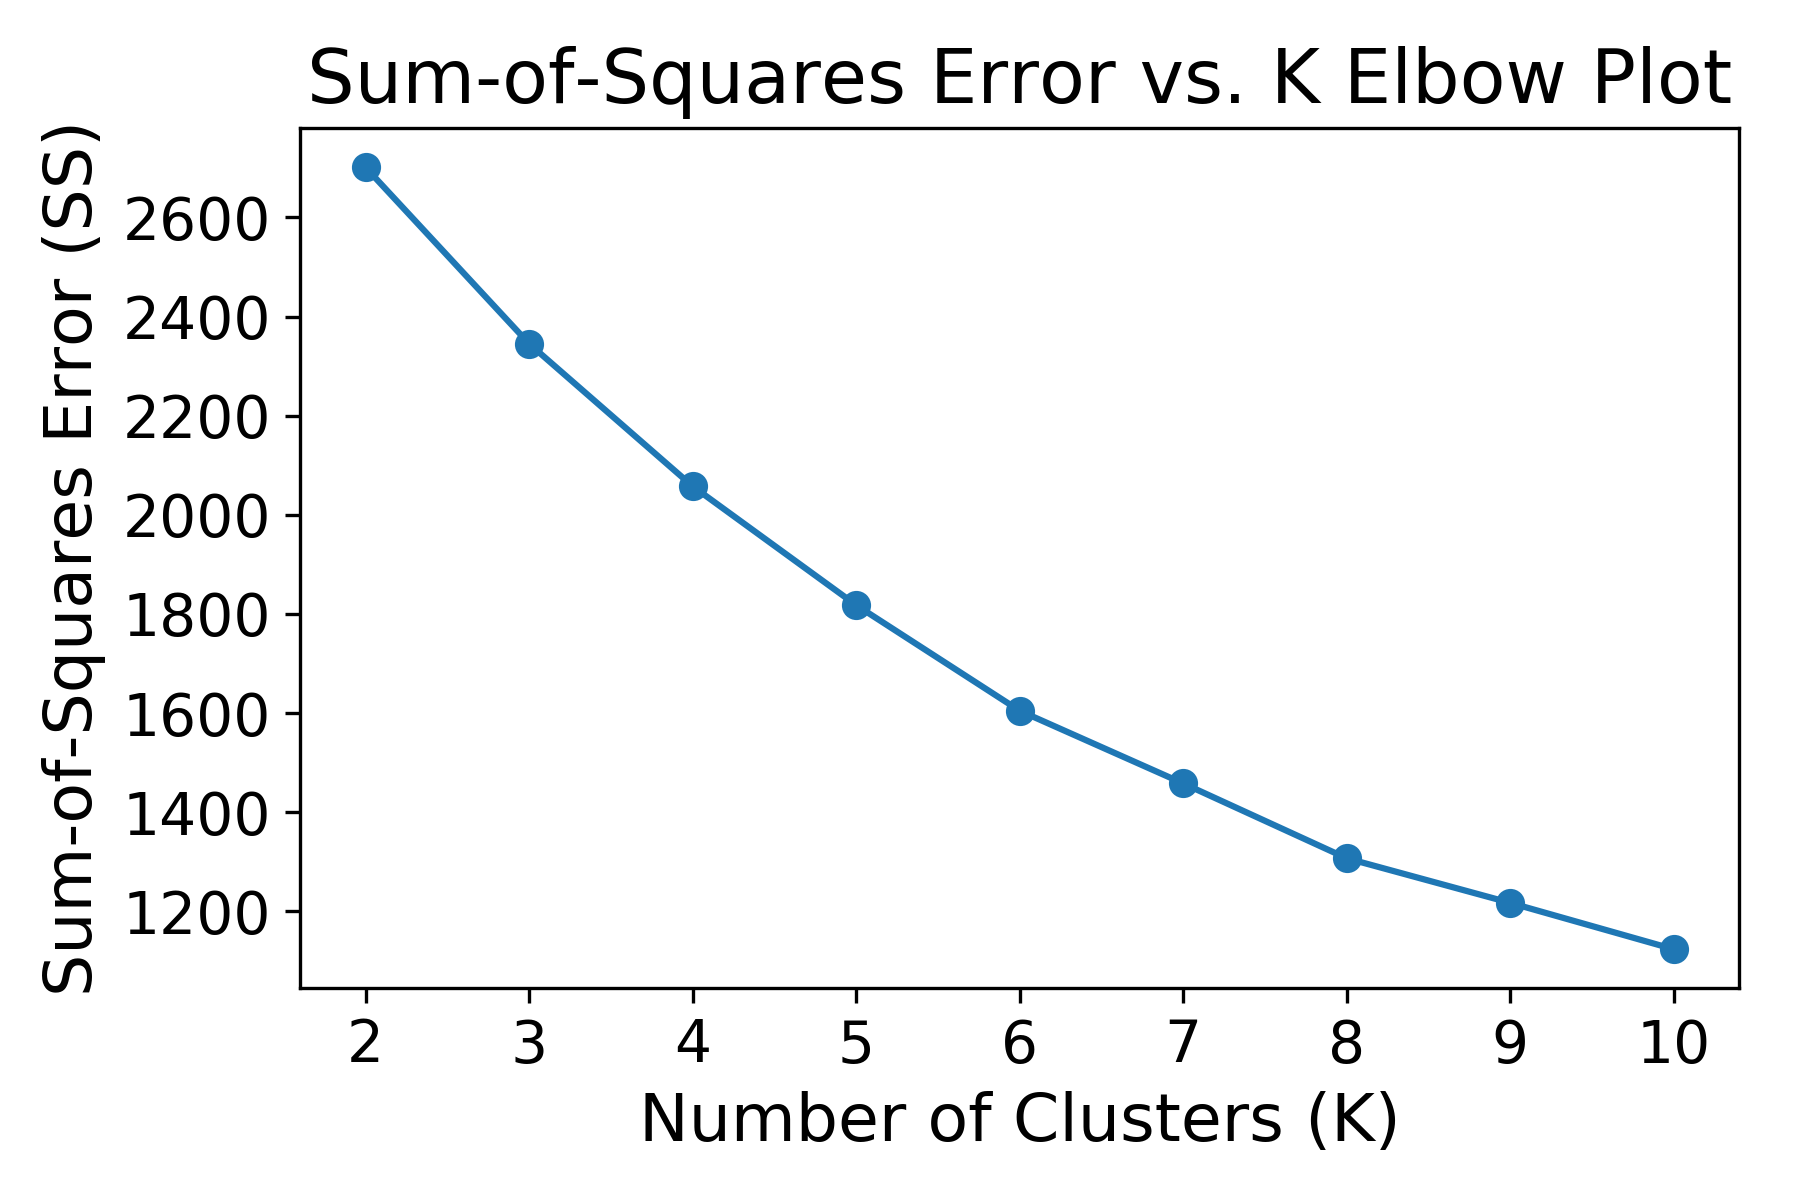 Sum-of-Squares Error vs. K Elbow Plot
Sum-of-Squares Error (SS)
2600
2400
2200
2000
1800
1600
1400
1200
2 3 4 5 6 7 8 9 10
Number of Clusters (K)